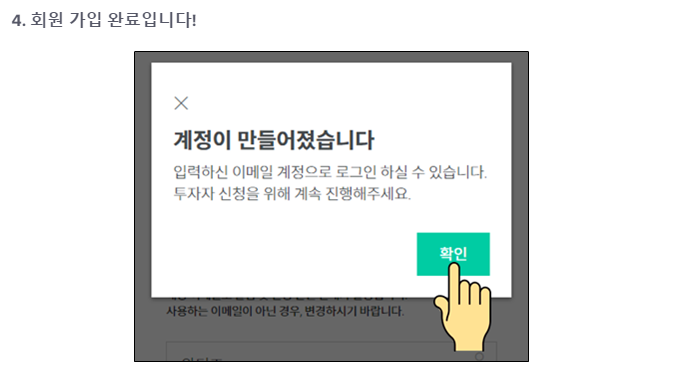 4. 회원 가입 완료입니다!
계정이 만들어졌습니다
입력하신 이메일 계정으로 로그인 하실 수 있습니다.
투자자 신청을 위해 계속 진행해주세요.
확인
사용하는 이메일이 아닌 경우, 변경하시기 바랍니다.